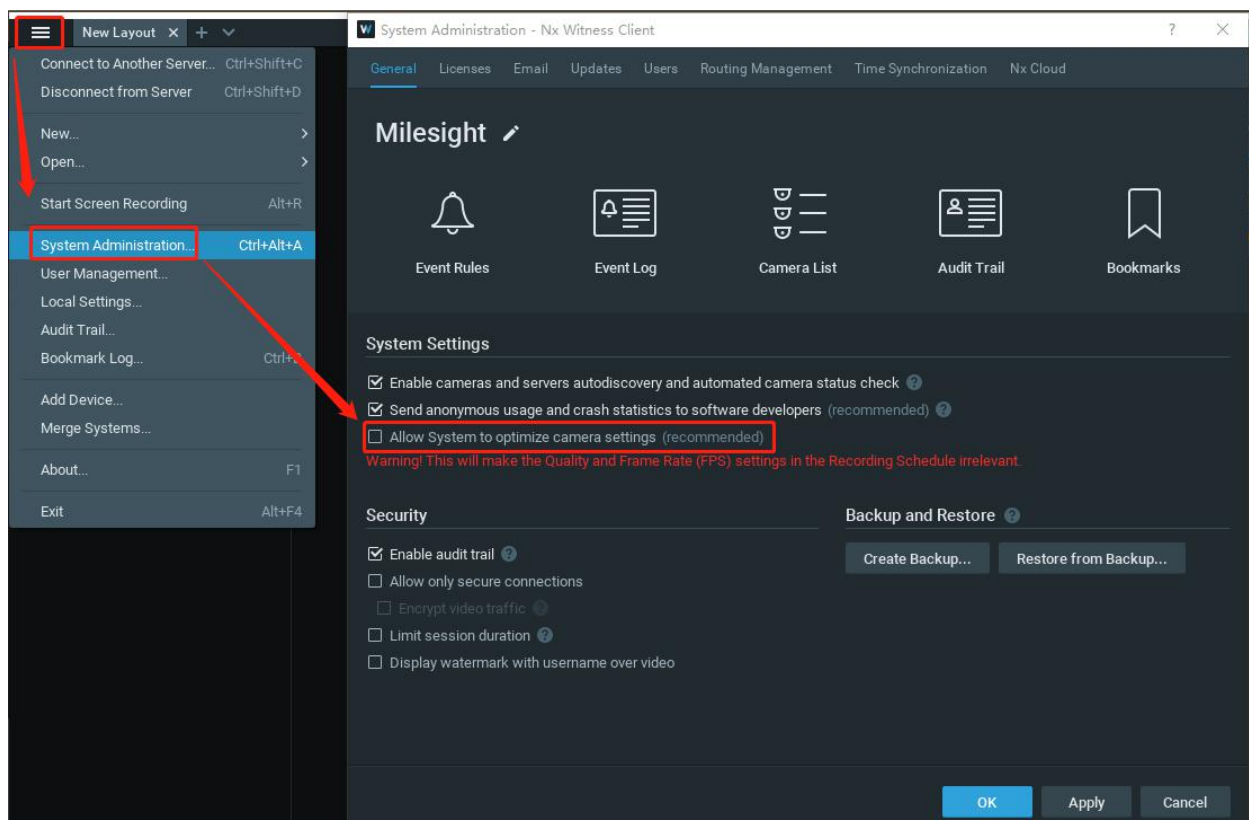 New Layout
Connect to Another Server... Ctrl+Shift+C
Disconnect from Server Ctrl+Shift+D
New...
Open...
Start Screen Recording Alt+R
System Administration... Ctrl+Alt+A
User Management...
Local Settings...
Audit Trail...
Bookmark Log...
Add Device...
Merge Systems...
About... F1
Exit Alt+F4
W System Administration - Nx Witness Client ?
General Licenses Email Updates Users Routing Management Time Synchronization Nx Cloud
Milesight
Event Rules Event Log Camera List Audit Trail Bookmarks
System Settings
Enable cameras and servers autodiscovery and automated camera status check ?
Send anonymous usage and crash statistics to software developers (recommended) ?
Allow System to optimize camera settings (recommended)
Warning! This will make the Quality and Frame Rate (FPS) settings in the Recording Schedule irrelevant.
Security
Enable audit trail ?
Allow only secure connections
Encrypt video traffic ?
Limit session duration ?
Display watermark with username over video
Backup and Restore ?
Create Backup... Restore from Backup...
OK Apply Cancel